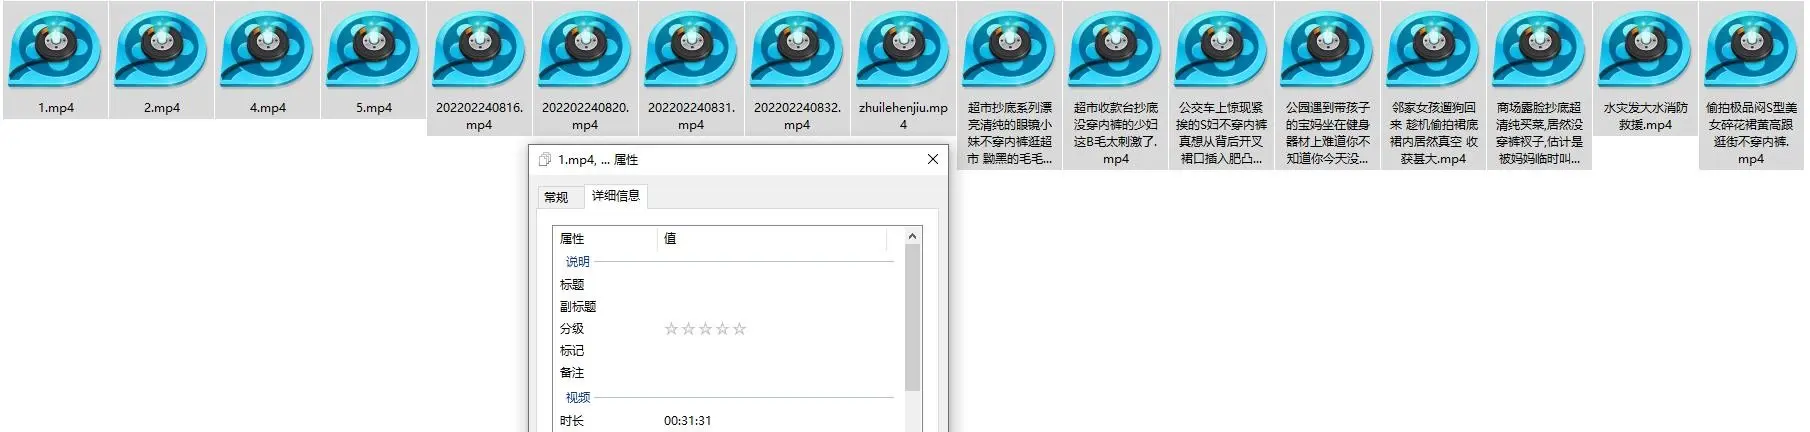 1.mp4
2.mp4
4.mp4
5.mp4
202202240816.
mp4
202202240820.
mp4
202202240831.
mp4
202202240832.
mp4
zhuilehenjiu.mp
4
超市抄底系列漂
亮清纯的眼镜小
妹不穿内裤逛超
市 黝黑的毛毛...
超市收款台抄底
没穿内裤的少妇
这B毛太刺激了.
mp4
公交车上惊现紧
挨的S妇不穿内裤
真想从背后开叉
裙口插入肥凸...
公园遇到带孩子
的宝妈坐在健身
器材上难道你不
知道你今天没...
邻家女孩遛狗回
来 趁机偷拍裙底
裙内居然真空 收
获甚大.mp4
商场露脸抄底超
清纯买菜,居然没
穿裤衩子,估计是
被妈妈临时叫...
水灾发大水消防
救援.mp4
偷拍极品闷S型美
女碎花裙黄高跟
逛街不穿内裤.
mp4
1.mp4, ... 属性
常规
详细信息
属性
值
说明
标题
副标题
分级
标记
备注
视频
时长
00:31:31